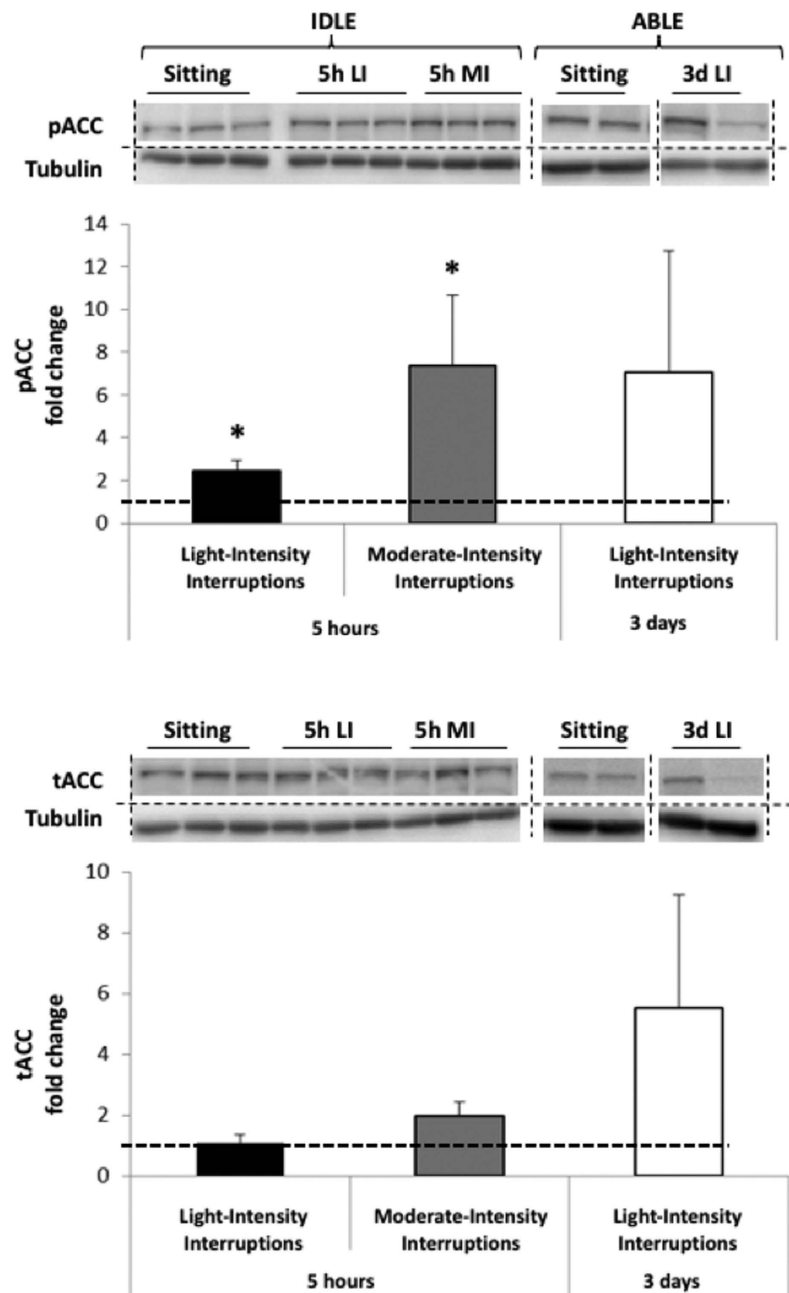 IDLE ABLE
Sitting 5h LI 5h MI Sitting 3d LI
pACC
Tubulin
14
12
10
8
6
4
2
0
pACC
fold change
*
*
Light-Intensity
Interruptions
Moderate-Intensity
Interruptions
Light-Intensity
Interruptions
5 hours
3 days
Sitting 5h LI 5h MI Sitting 3d LI
tACC
Tubulin
10
8
6
4
2
0
tACC
fold change
Light-Intensity
Interruptions
Moderate-Intensity
Interruptions
Light-Intensity
Interruptions
5 hours
3 days